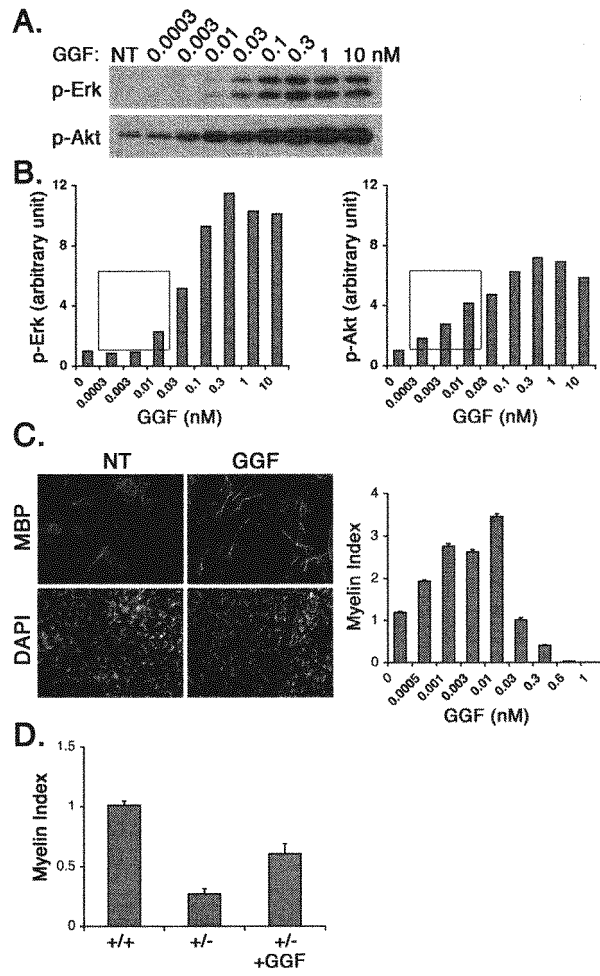 A.
GGF: NT 0.0003 0.003 0.01 0.03 0.1 0.3 1 10 nM
p-Erk
p-Akt
B.
p-Erk (arbitrary unit)
12
8
4
0
0 0.0003 0.003 0.01 0.03 0.1 0.3 1 10
GGF (nM)
p-Akt (arbitrary unit)
12
8
4
0
0 0.0003 0.003 0.01 0.03 0.1 0.3 1 10
GGF (nM)
C.
NT GGF
MBP
DAPI
Myelin Index
4
3
2
1
0
0 0.0005 0.001 0.003 0.01 0.03 0.3 0.6 1
GGF (nM)
D.
Myelin Index
1.5
1
0.5
0
+/+ +/- +/-
+GGF